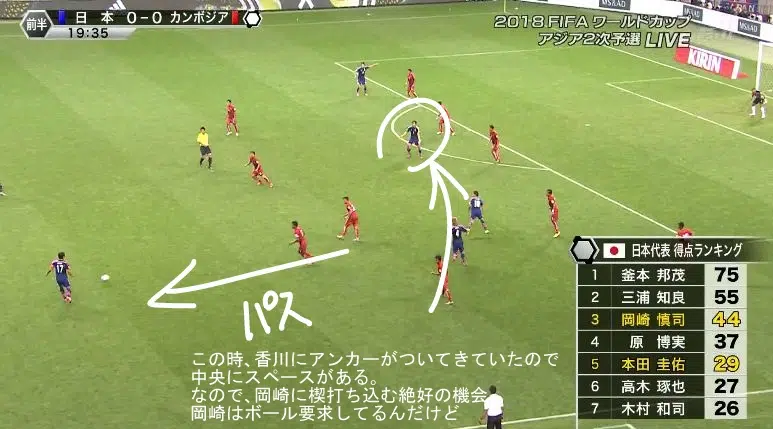 前半 日本 0-0 カンボジア
19:35
2018 FIFA ワールドカップ
アジア2次予選 LIVE
KIRIN
17
10
パス
この時、香川にアンカーがついてきていたので
中央にスペースがある。
なので、岡崎に楔打ち込む絶好の機会
岡崎はボール要求してるんだけど
日本代表 得点ランキング
1 釜本 邦茂 75
2 三浦 知良 55
3 岡崎 慎司 44
4 原 博実 37
5 本田 圭佑 29
6 高木 琢也 27
7 木村 和司 26